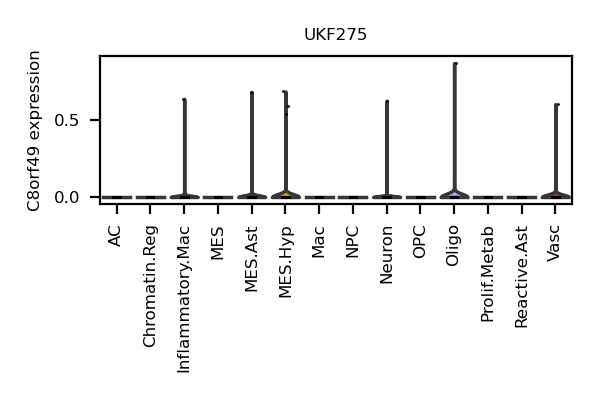 UKF275
C8orf49 expression
0.5
0.0
AC
Chromatin.Reg
Inflammatory.Mac
MES
MES.Ast
MES.Hyp
Mac
NPC
Neuron
OPC
Oligo
Prolif.Metab
Reactive.Ast
Vasc